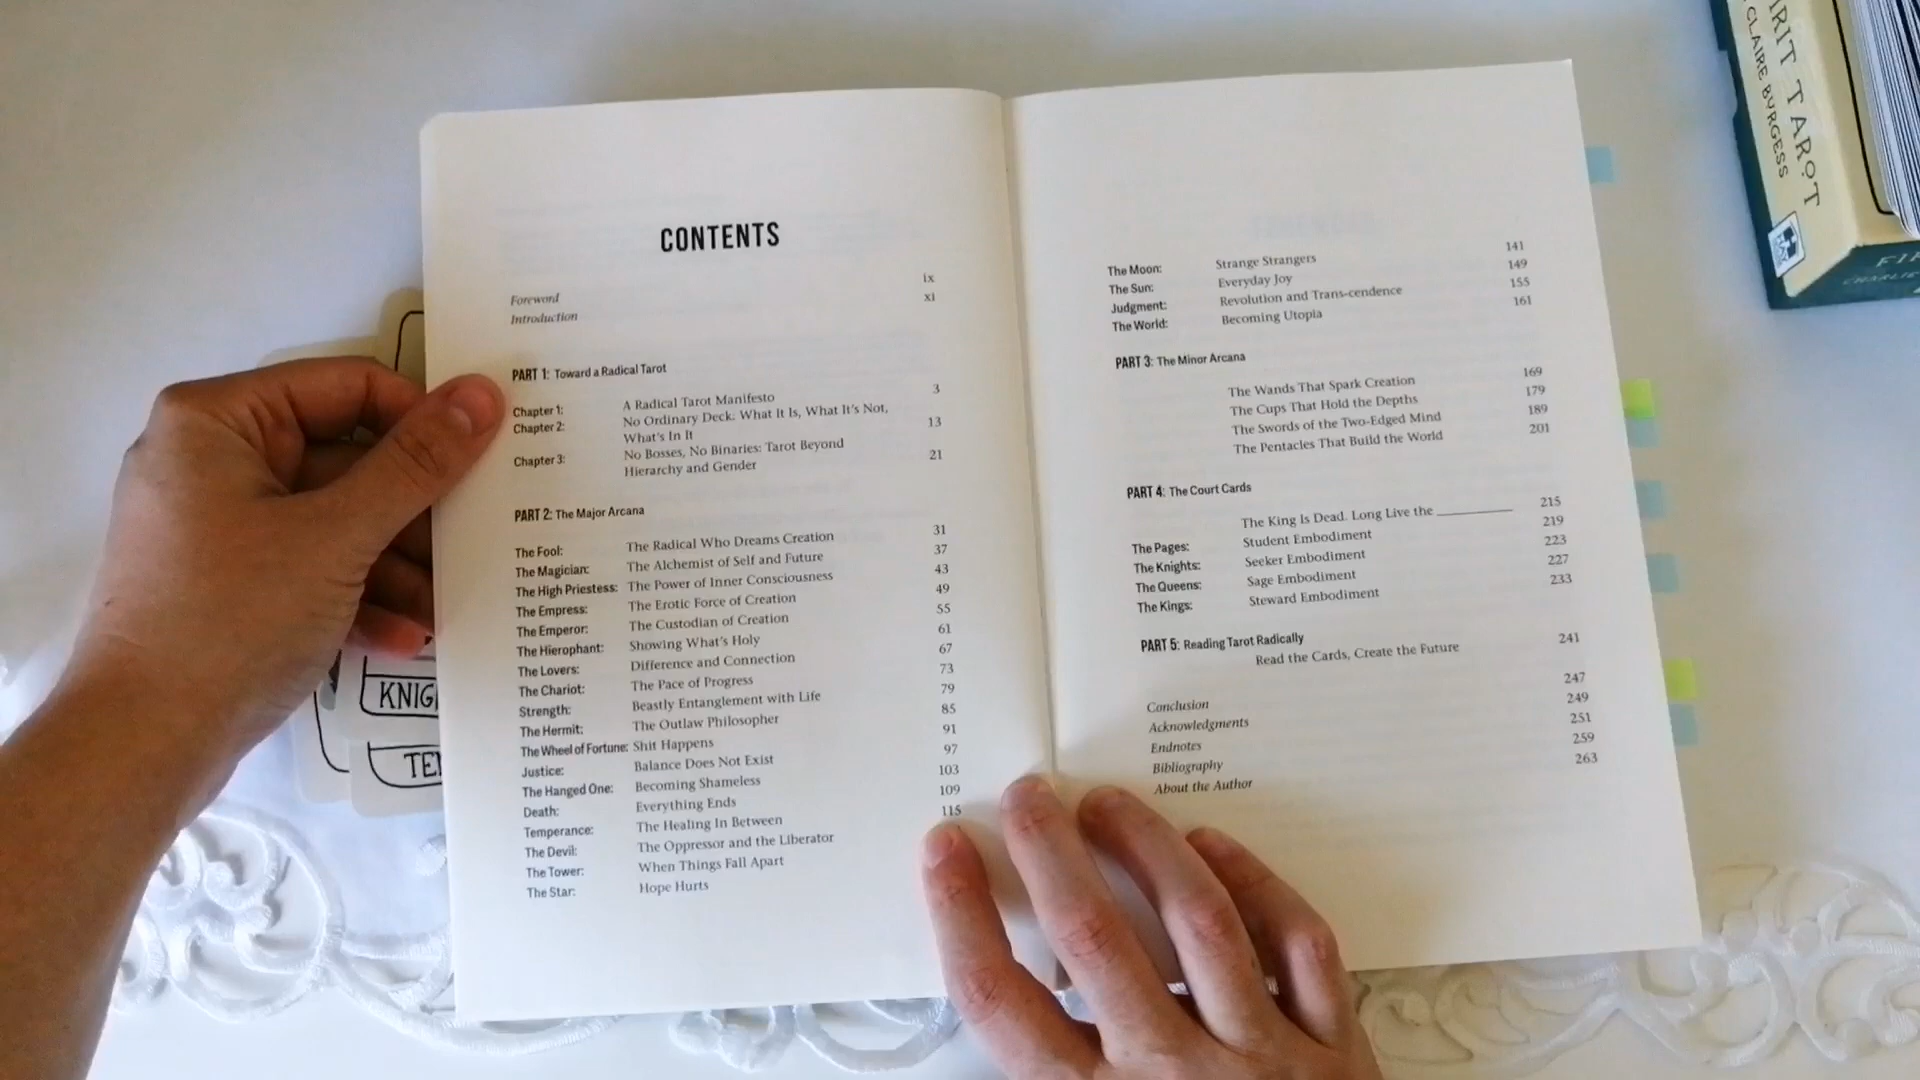 CONTENTS
Foreword ix
Introduction xi
PART 1: Toward a Radical Tarot
Chapter 1: A Radical Tarot Manifesto 3
Chapter 2: No Ordinary Deck: What It Is, What It's Not,
What's In It 13
Chapter 3: No Bosses, No Binaries: Tarot Beyond
Hierarchy and Gender 21
PART 2: The Major Arcana
The Fool: The Radical Who Dreams Creation 31
The Magician: The Alchemist of Self and Future 37
The High Priestess: The Power of Inner Consciousness 43
The Empress: The Erotic Force of Creation 49
The Emperor: The Custodian of Creation 55
The Hierophant: Showing What's Holy 61
The Lovers: Difference and Connection 67
The Chariot: The Pace of Progress 73
Strength: Beastly Entanglement with Life 79
The Hermit: The Outlaw Philosopher 85
The Wheel of Fortune: Shit Happens 91
Justice: Balance Does Not Exist 97
The Hanged One: Becoming Shameless 103
Death: Everything Ends 109
Temperance: The Healing In Between 115
The Devil: The Oppressor and the Liberator
The Tower: When Things Fall Apart
The Star: Hope Hurts
The Moon: Strange Strangers 141
The Sun: Everyday Joy 149
Judgment: Revolution and Trans-cendence 155
The World: Becoming Utopia 161
PART 3: The Minor Arcana
The Wands That Spark Creation 169
The Cups That Hold the Depths 179
The Swords of the Two-Edged Mind 189
The Pentacles That Build the World 201
PART 4: The Court Cards
The King Is Dead. Long Live the ________ 215
The Pages: Student Embodiment 219
The Knights: Seeker Embodiment 223
The Queens: Sage Embodiment 227
The Kings: Steward Embodiment 233
PART 5: Reading Tarot Radically
Read the Cards, Create the Future 241
Conclusion 247
Acknowledgments 249
Endnotes 251
Bibliography 259
About the Author 263
KNIG
TE
RIT TAROT
CLAIRE BURGESS
CHARLIE